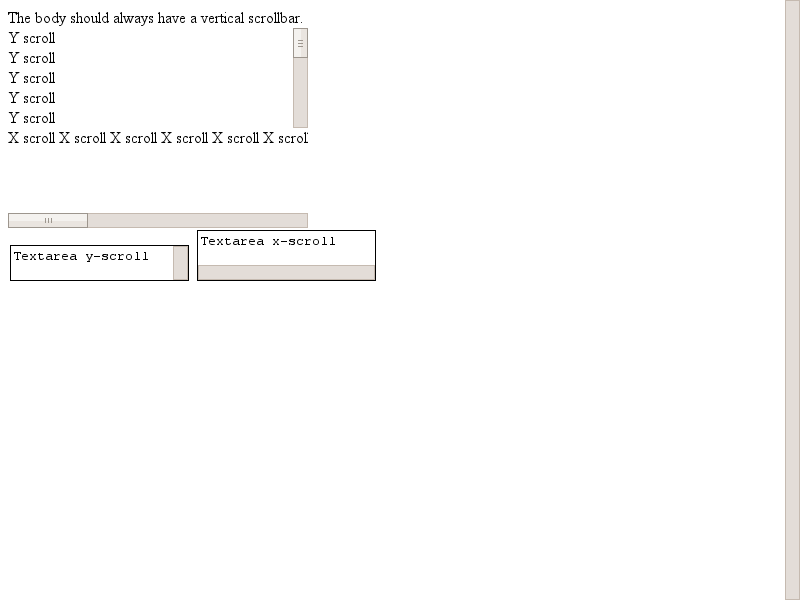 The body should always have a vertical scrollbar.
Y scroll
Y scroll
Y scroll
Y scroll
Y scroll
X scroll X scroll X scroll X scroll X scroll X scroll
Textarea y-scroll
Textarea x-scroll